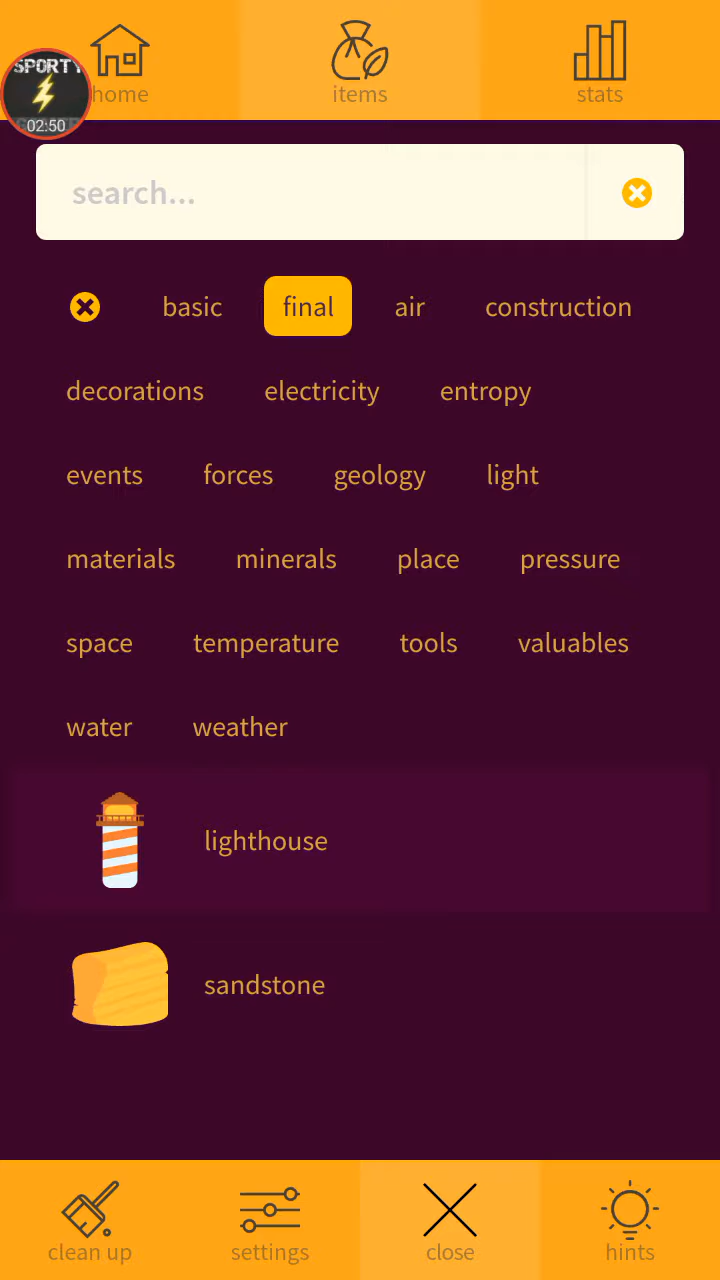 home items stats
SPORTY
02:50
search...
basic final air construction
decorations electricity entropy
events forces geology light
materials minerals place pressure
space temperature tools valuables
water weather
lighthouse
sandstone
clean up settings close hints